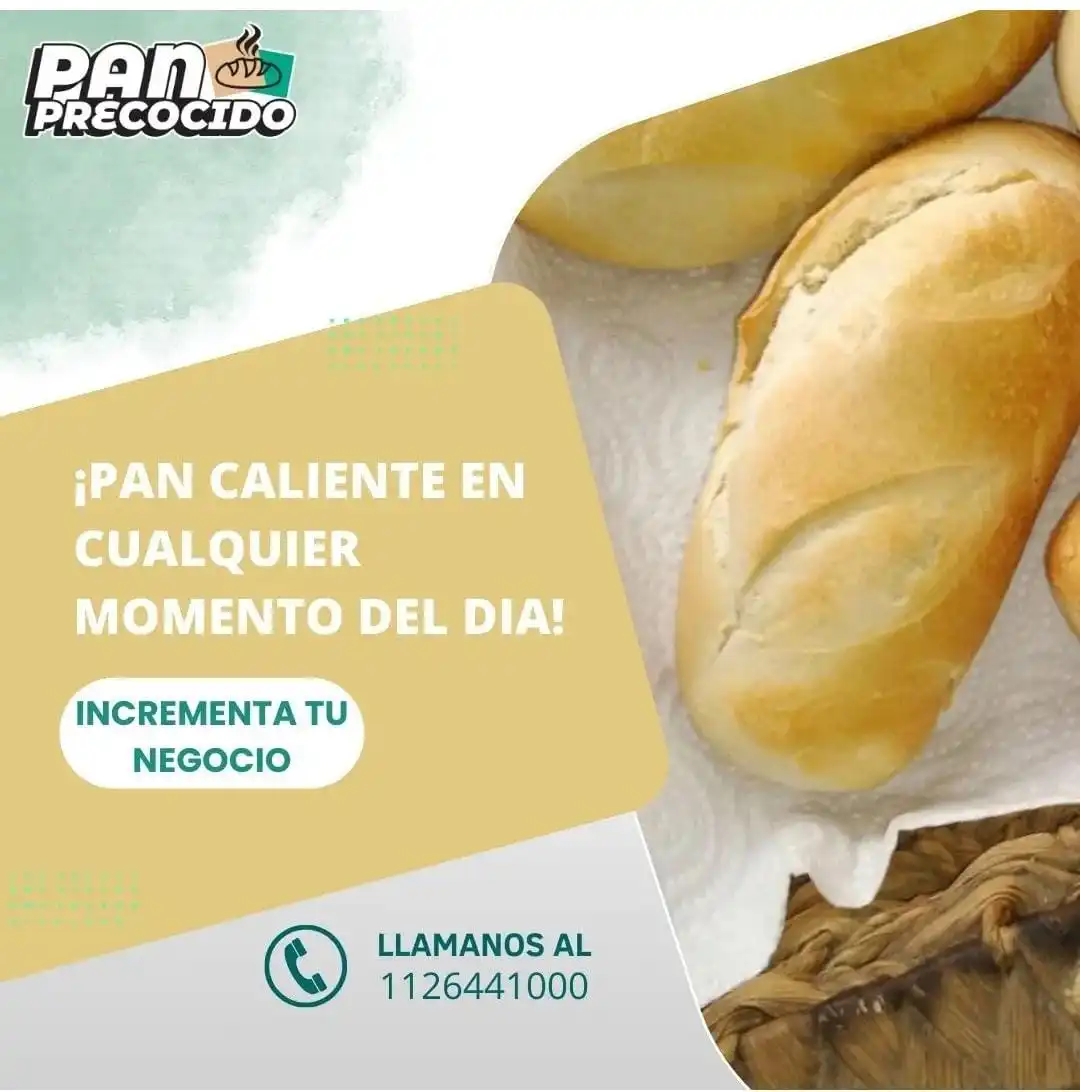 PAN
PRECOCIDO
¡PAN CALIENTE EN
CUALQUIER
MOMENTO DEL DIA!
INCREMENTA TU
NEGOCIO
LLAMANOS AL
1126441000